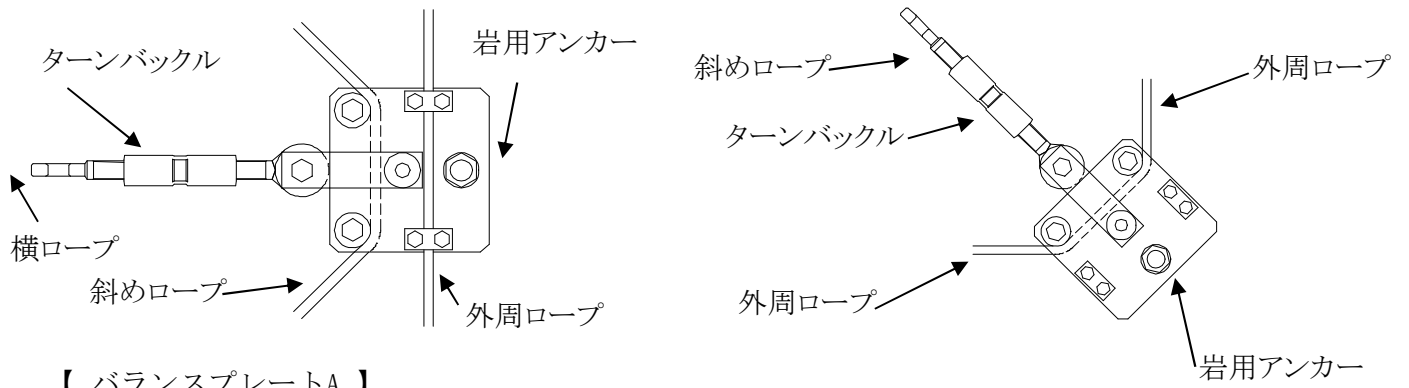 ターンバックル
岩用アンカー
横ロープ
斜めロープ
外周ロープ
斜めロープ
外周ロープ
ターンバックル
外周ロープ
岩用アンカー
【 バランスプレートA 】